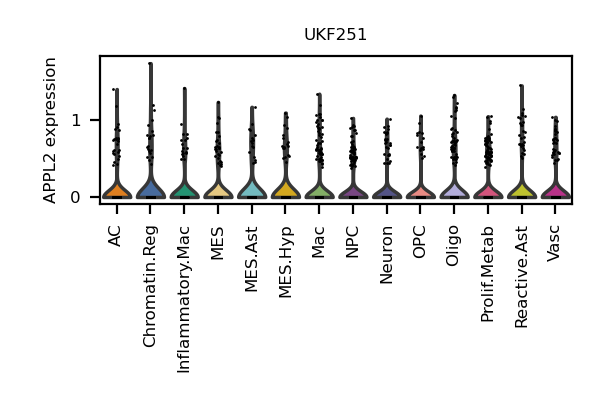 UKF251
APPL2 expression
1
0
AC
Chromatin.Reg
Inflammatory.Mac
MES
MES.Ast
MES.Hyp
Mac
NPC
Neuron
OPC
Oligo
Prolif.Metab
Reactive.Ast
Vasc